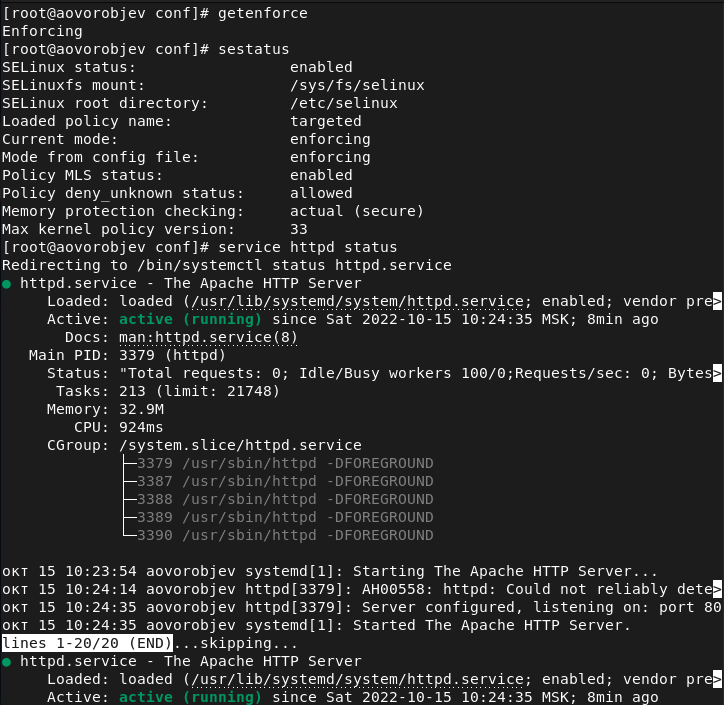 [root@aovorobjev conf]# getenforce
Enforcing
[root@aovorobjev conf]# sestatus
SELinux status:                 enabled
SELinuxfs mount:                /sys/fs/selinux
SELinux root directory:         /etc/selinux
Loaded policy name:             targeted
Current mode:                   enforcing
Mode from config file:          enforcing
Policy MLS status:              enabled
Policy deny_unknown status:     allowed
Memory protection checking:     actual (secure)
Max kernel policy version:      33
[root@aovorobjev conf]# service httpd status
Redirecting to /bin/systemctl status httpd.service
● httpd.service - The Apache HTTP Server
     Loaded: loaded (/usr/lib/systemd/system/httpd.service; enabled; vendor pre>
     Active: active (running) since Sat 2022-10-15 10:24:35 MSK; 8min ago
       Docs: man:httpd.service(8)
   Main PID: 3379 (httpd)
     Status: "Total requests: 0; Idle/Busy workers 100/0;Requests/sec: 0; Bytes>
      Tasks: 213 (limit: 21748)
     Memory: 32.9M
        CPU: 924ms
     CGroup: /system.slice/httpd.service
             ├─3379 /usr/sbin/httpd -DFOREGROUND
             ├─3387 /usr/sbin/httpd -DFOREGROUND
             ├─3388 /usr/sbin/httpd -DFOREGROUND
             ├─3389 /usr/sbin/httpd -DFOREGROUND
             └─3390 /usr/sbin/httpd -DFOREGROUND
окт 15 10:23:54 aovorobjev systemd[1]: Starting The Apache HTTP Server...
окт 15 10:24:14 aovorobjev httpd[3379]: AH00558: httpd: Could not reliably dete>
окт 15 10:24:35 aovorobjev httpd[3379]: Server configured, listening on: port 80
окт 15 10:24:35 aovorobjev systemd[1]: Started The Apache HTTP Server.
lines 1-20/20 (END)...skipping...
● httpd.service - The Apache HTTP Server
     Loaded: loaded (/usr/lib/systemd/system/httpd.service; enabled; vendor pre>
     Active: active (running) since Sat 2022-10-15 10:24:35 MSK; 8min ago